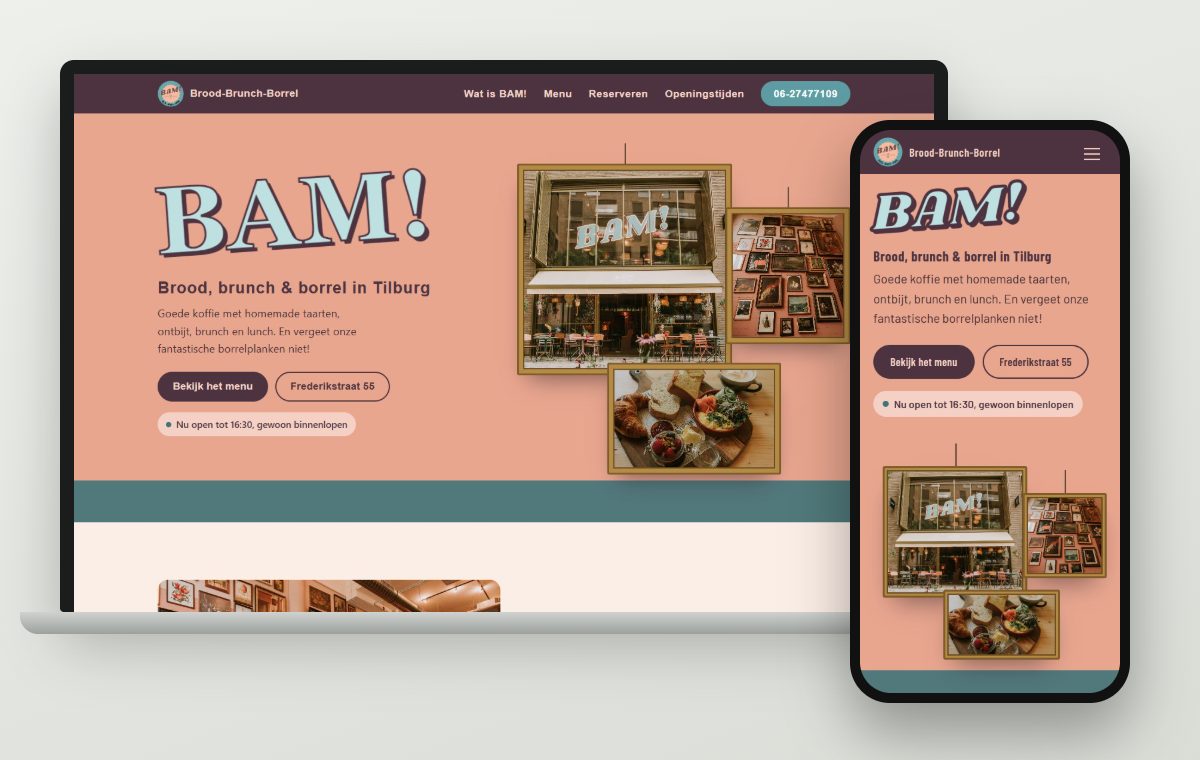 BAM!
Brood-Brunch-Borrel
Wat is BAM! Menu Reserveren Openingstijden 06-27477109
BAM!
Brood, brunch & borrel in Tilburg
Goede koffie met homemade taarten,
ontbijt, brunch en lunch. En vergeet onze
fantastische borrelplanken niet!
Bekijk het menu Frederikstraat 55
Nu open tot 16:30, gewoon binnenlopen
BAM!
BAM!
Brood-Brunch-Borrel
BAM!
Brood, brunch & borrel in Tilburg
Goede koffie met homemade taarten,
ontbijt, brunch en lunch. En vergeet onze
fantastische borrelplanken niet!
Bekijk het menu Frederikstraat 55
Nu open tot 16:30, gewoon binnenlopen
BAM!